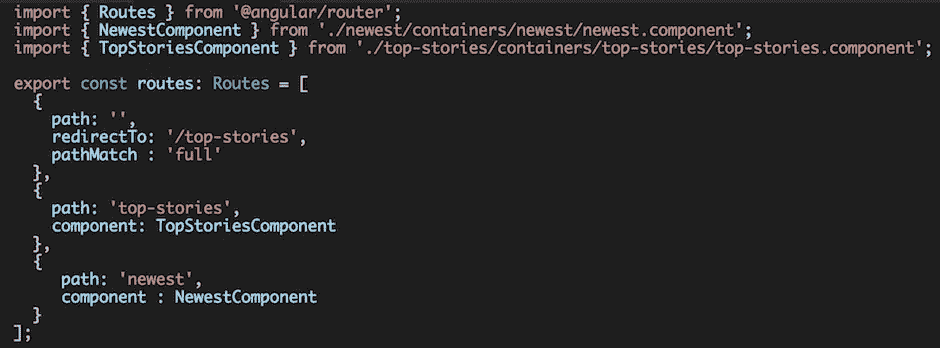 import { Routes } from '@angular/router';
import { NewestComponent } from './newest/containers/newest/newest.component';
import { TopStoriesComponent } from './top-stories/containers/top-stories/top-stories.component';

export const routes: Routes = [
  {
    path: '',
    redirectTo: '/top-stories',
    pathMatch : 'full'
  },
  {
    path: 'top-stories',
    component: TopStoriesComponent
  },
  {
     path: 'newest',
     component : NewestComponent
  }
];